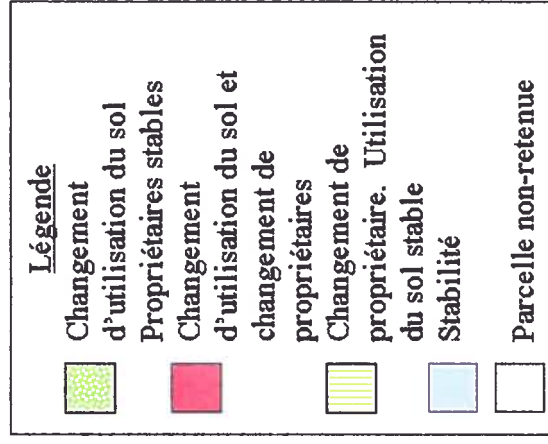 Légende
Changement
d'utilisation du sol
Propriétaires stables
Changement
d'utilisation du sol et
changement de
propriétaires
Changement de
propriétaire. Utilisation
du sol stable
Stabilité
Parcelle non-retenue